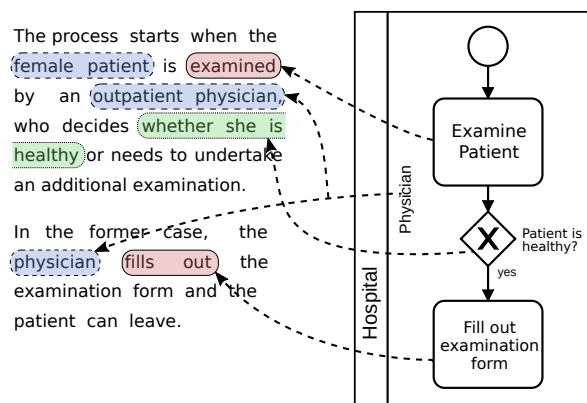 The process starts when the
female patient is examined
by an outpatient physician,
who decides whether she is
healthy or needs to undertake
an additional examination.
In the former case, the
physician fills out the
examination form and the
patient can leave.
Hospital
Physician
Examine
Patient
X
Patient is
healthy?
yes
Fill out
examination
form